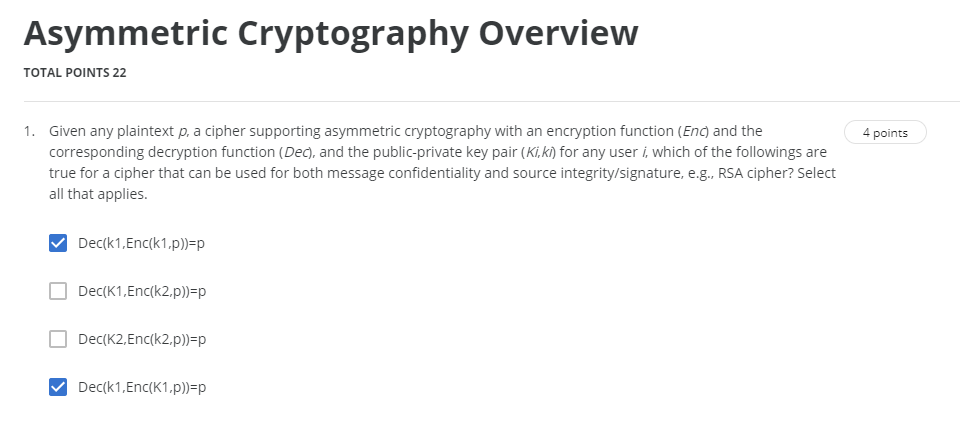 Asymmetric Cryptography Overview
TOTAL POINTS 22
1. Given any plaintext p, a cipher supporting asymmetric cryptography with an encryption function (Enc) and the
4 points
corresponding decryption function (Dec), and the public-private key pair (Ki,ki) for any user i, which of the followings are
true for a cipher that can be used for both message confidentiality and source integrity/signature, e.g., RSA cipher? Select
all that applies.
Dec(k1,Enc(k1,p))=p
Dec(K1,Enc(k2,p))=p
Dec(K2,Enc(k2,p))=p
Dec(k1,Enc(K1,p))=p